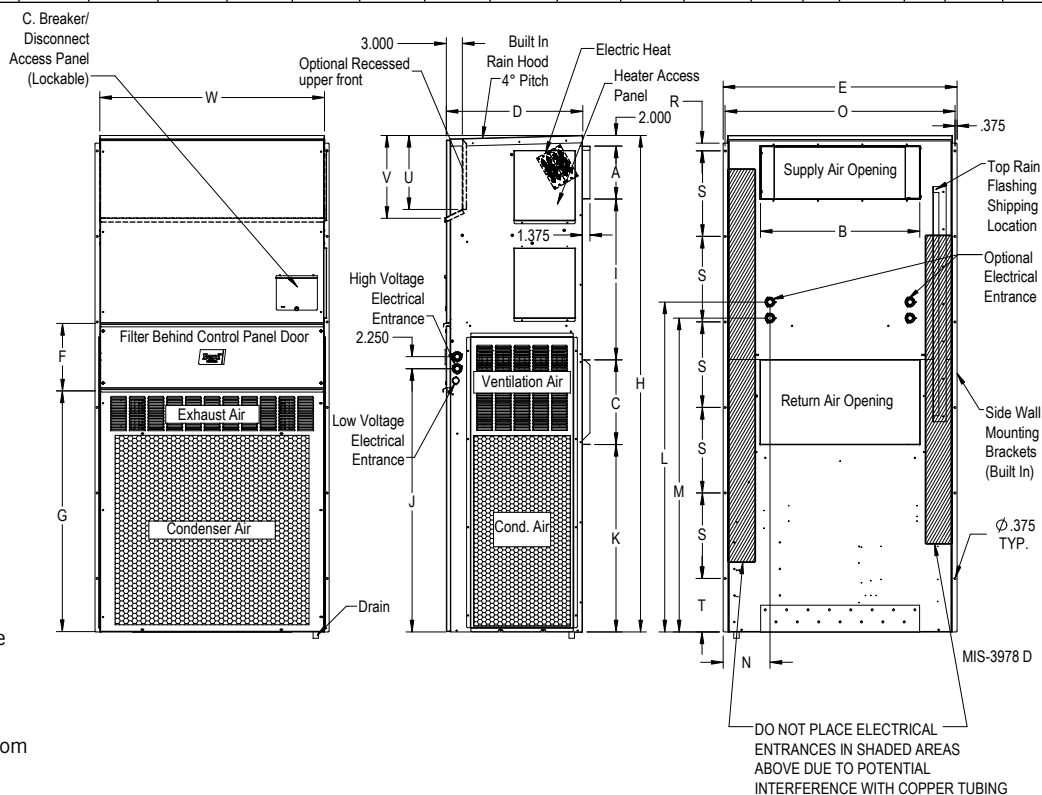 C. Breaker/
Disconnect
Access Panel
(Lockable)
W
V
U
F
Filter Behind Control Panel Door
Bard
Exhaust Air
G
Condenser Air
Drain
3.000
Optional Recessed
upper front
Built In
Rain Hood
4° Pitch
Electric Heat
Heater Access
Panel
2.000
D
A
1.375
I
H
High Voltage
Electrical
Entrance
2.250
Ventilation Air
C
Low Voltage
Electrical
Entrance
J
Cond. Air
K
E
R
O
.375
Supply Air Opening
S
B
Top Rain
Flashing
Shipping
Location
S
Optional
Electrical
Entrance
S
Return Air Opening
S
L
M
Side Wall
Mounting
Brackets
(Built In)
S
Ø.375
TYP.
T
N
MIS-3978 D
DO NOT PLACE ELECTRICAL
ENTRANCES IN SHADED AREAS
ABOVE DUE TO POTENTIAL
INTERFERENCE WITH COPPER TUBING
e
om